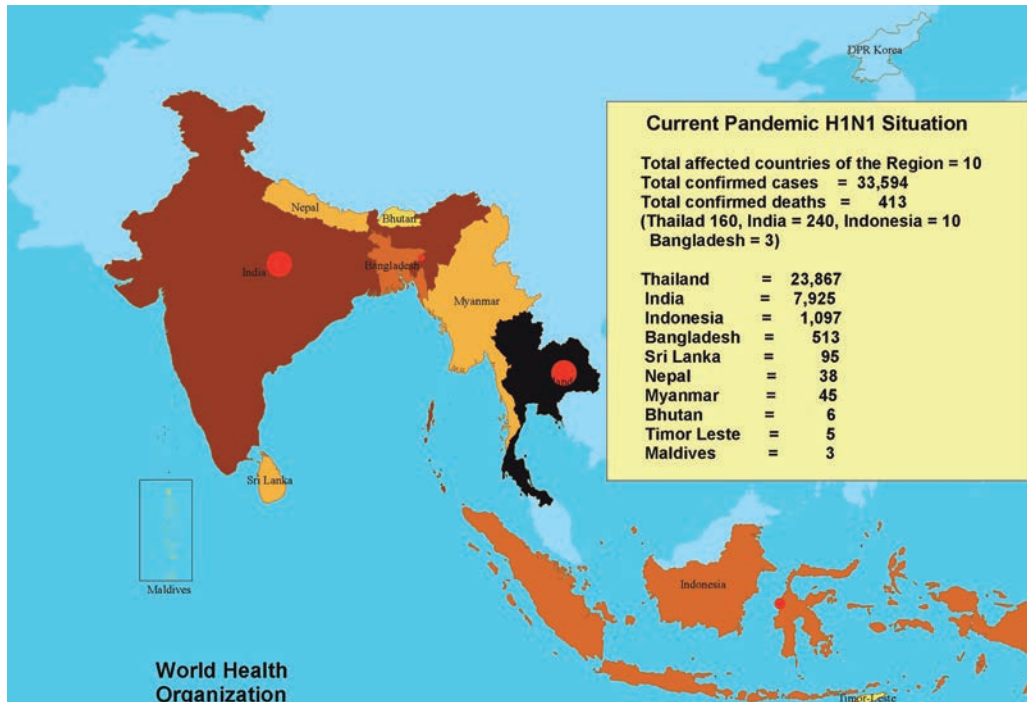 DPR Korea
Current Pandemic H1N1 Situation
Total affected countries of the Region = 10
Total confirmed cases = 33,594
Total confirmed deaths = 413
(Thailad 160, India = 240, Indonesia = 10
Bangladesh = 3)
Thailand = 23,867
India = 7,925
Indonesia = 1,097
Bangladesh = 513
Sri Lanka = 95
Nepal = 38
Myanmar = 45
Bhutan = 6
Timor Leste = 5
Maldives = 3
Nepal
Bhutan
India
Bangladesh
Myanmar
Sri Lanka
Maldives
Indonesia
World Health
Organization
Timor-Leste